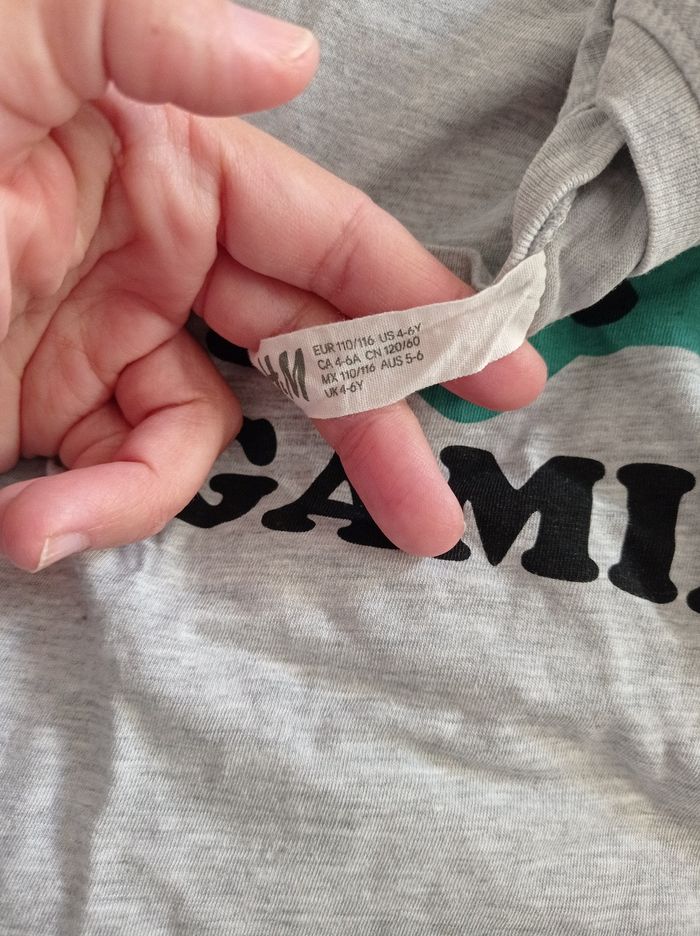 H&M
EUR 110/116 US 4-6Y
CA 4-6A CN 120/60
MX 110/116 AUS 5-6
UK 4-6Y
GAMI